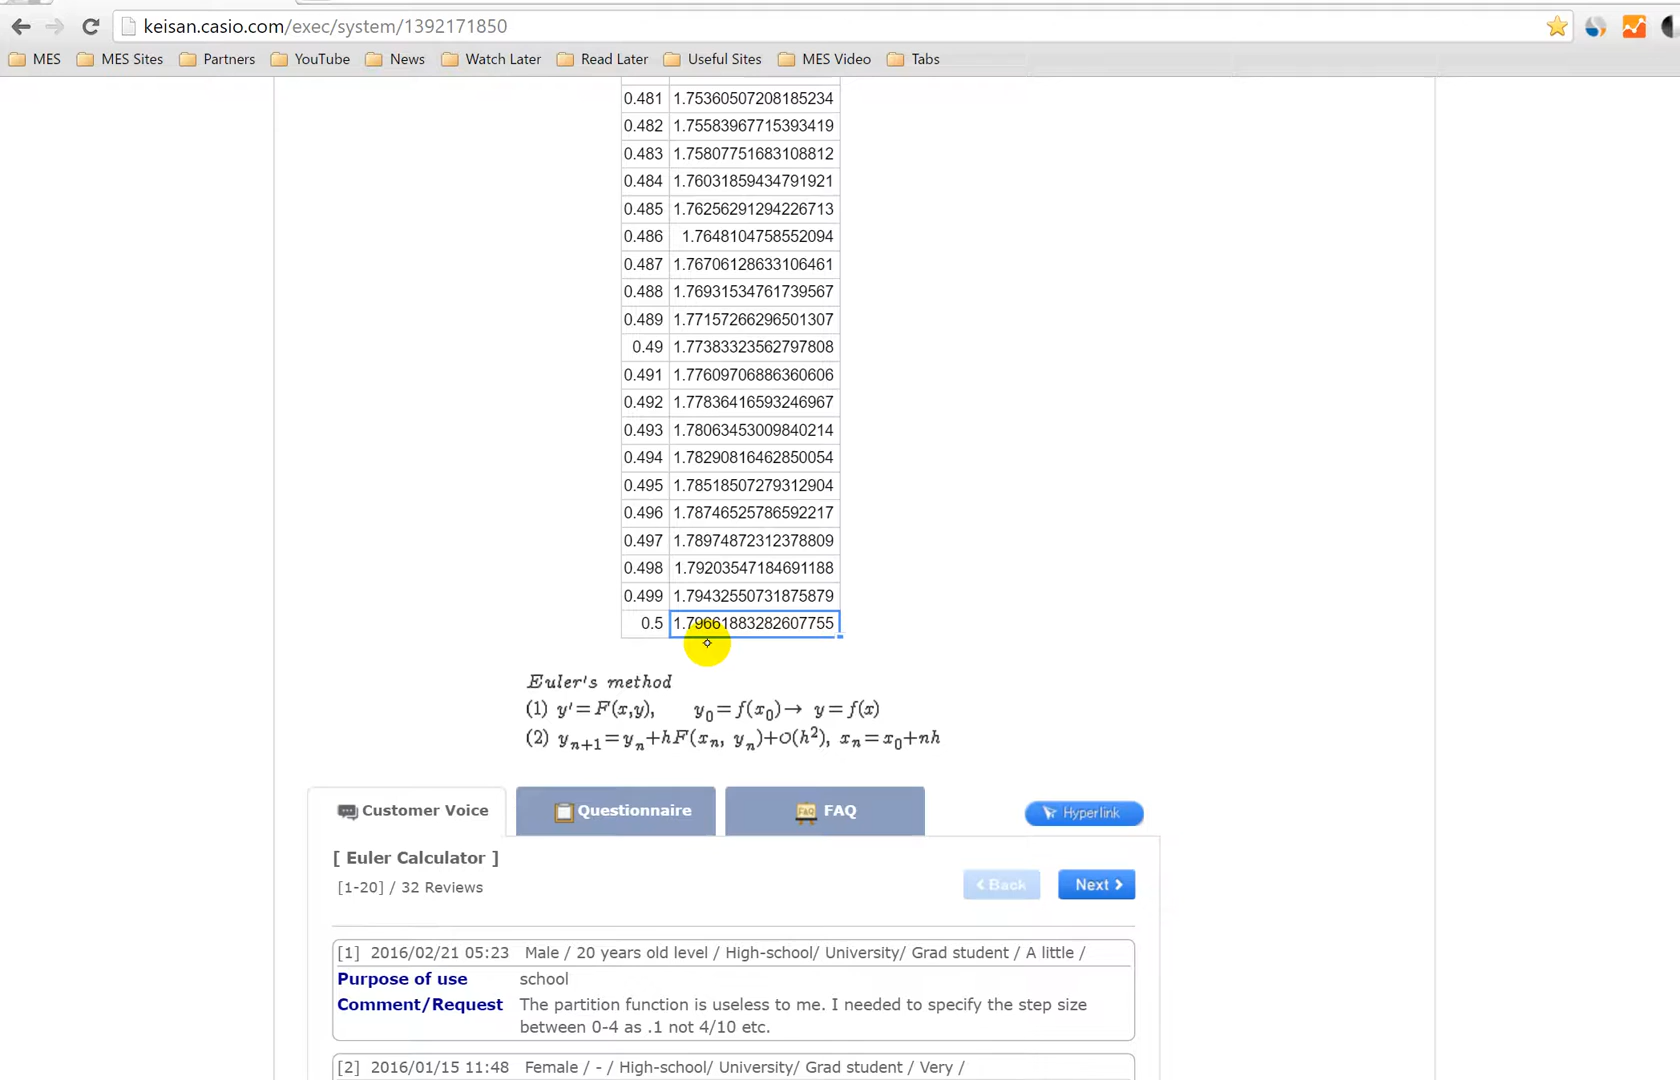 keisan.casio.com/exec/system/1392171850
MES MES Sites Partners YouTube News Watch Later Read Later Useful Sites MES Video Tabs
0.481 1.75360507208185234
0.482 1.75583967715393419
0.483 1.75807751683108812
0.484 1.76031859434791921
0.485 1.76256291294226713
0.486 1.7648104758552094
0.487 1.76706128633106461
0.488 1.76931534761739567
0.489 1.77157266296501307
0.49 1.77383323562797808
0.491 1.77609706886360606
0.492 1.77836416593246967
0.493 1.78063453009840214
0.494 1.78290816462850054
0.495 1.78518507279312904
0.496 1.78746525786592217
0.497 1.78974872312378809
0.498 1.79203547184691188
0.499 1.79432550731875879
0.5 1.79661883282607755
Euler's method
(1) y'=F(x,y), y₀=f(x₀)→ y=f(x)
(2) yₙ₊₁=yₙ+hF(xₙ, yₙ)+O(h²), xₙ=x₀+nh
Customer Voice Questionnaire FAQ Hyperlink
[ Euler Calculator ]
[1-20] / 32 Reviews
Back Next
[1] 2016/02/21 05:23 Male / 20 years old level / High-school/ University/ Grad student / A little /
Purpose of use school
Comment/Request The partition function is useless to me. I needed to specify the step size
between 0-4 as .1 not 4/10 etc.
[2] 2016/01/15 11:48 Female / - / High-school/ University/ Grad student / Very /